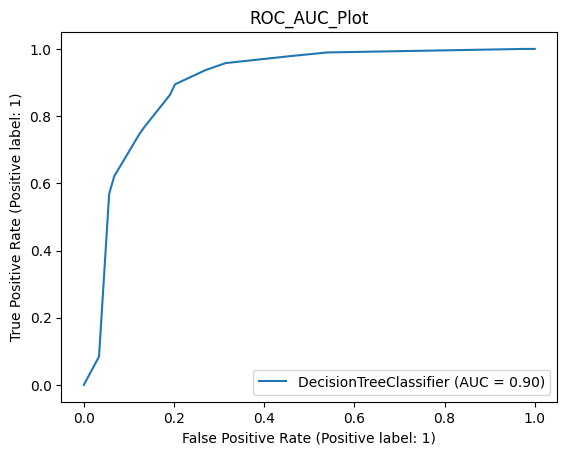 ROC_AUC_Plot
True Positive Rate (Positive label: 1)
1.0
0.8
0.6
0.4
0.2
0.0
DecisionTreeClassifier (AUC = 0.90)
0.0 0.2 0.4 0.6 0.8 1.0
False Positive Rate (Positive label: 1)